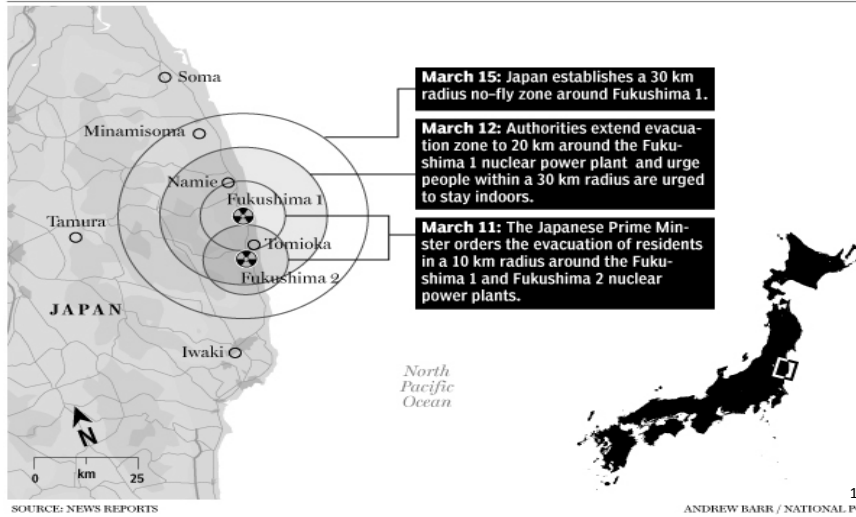 Soma
Minamisoma
Namie
Fukushima 1
Tamura
Tomioka
Fukushima 2
JAPAN
Iwaki
North
Pacific
Ocean
N
0 km 25
March 15: Japan establishes a 30 km
radius no-fly zone around Fukushima 1.
March 12: Authorities extend evacua-
tion zone to 20 km around the Fuku-
shima 1 nuclear power plant and urge
people within a 30 km radius are urged
to stay indoors.
March 11: The Japanese Prime Min-
ster orders the evacuation of residents
in a 10 km radius around the Fuku-
shima 1 and Fukushima 2 nuclear
power plants.
1
SOURCE: NEWS REPORTS
ANDREW BARR / NATIONAL P